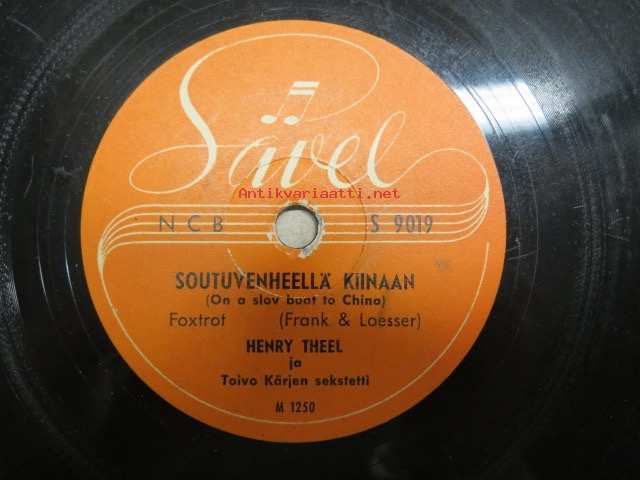 Sävel
Antikvariaatti.net
NCB S 9019
SOUTUVENHEELLÄ KIINAAN
(On a slov boat to China)
Foxtrot (Frank & Loesser)
HENRY THEEL
ja
Toivo Kärjen sekstetti
M 1250